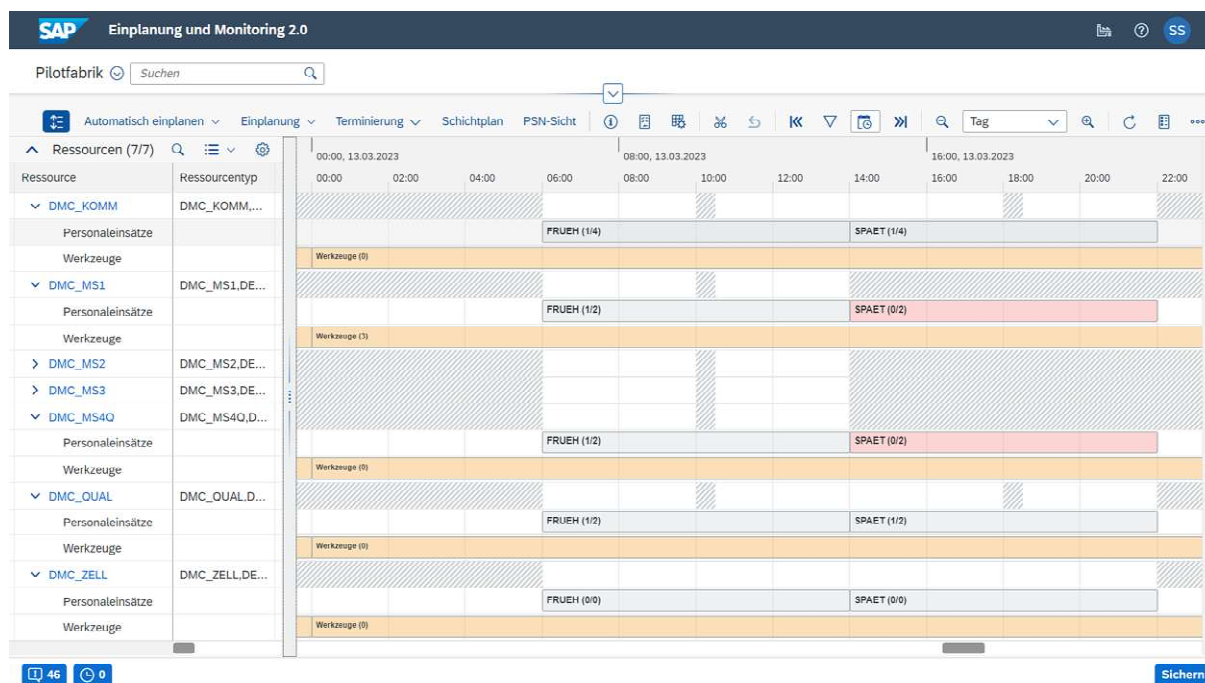 SAP Einplanung und Monitoring 2.0 SS
Pilotfabrik Suchen
Automatisch einplanen Einplanung Terminierung Schichtplan PSN-Sicht Tag
Ressourcen (7/7)
00:00, 13.03.2023 08:00, 13.03.2023 16:00, 13.03.2023
Ressource Ressourcentyp 00:00 02:00 04:00 06:00 08:00 10:00 12:00 14:00 16:00 18:00 20:00 22:00
DMC_KOMM DMC_KOMM,...
Personaleinsätze FRUEH (1/4) SPAET (1/4)
Werkzeuge Werkzeuge (0)
DMC_MS1 DMC_MS1,DE...
Personaleinsätze FRUEH (1/2) SPAET (0/2)
Werkzeuge Werkzeuge (3)
DMC_MS2 DMC_MS2,DE...
DMC_MS3 DMC_MS3,DE...
DMC_MS4Q DMC_MS4Q,D...
Personaleinsätze FRUEH (1/2) SPAET (0/2)
Werkzeuge Werkzeuge (0)
DMC_QUAL DMC_QUAL,D...
Personaleinsätze FRUEH (1/2) SPAET (1/2)
Werkzeuge Werkzeuge (0)
DMC_ZELL DMC_ZELL,DE...
Personaleinsätze FRUEH (0/0) SPAET (0/0)
Werkzeuge Werkzeuge (0)
46 0 Sichern